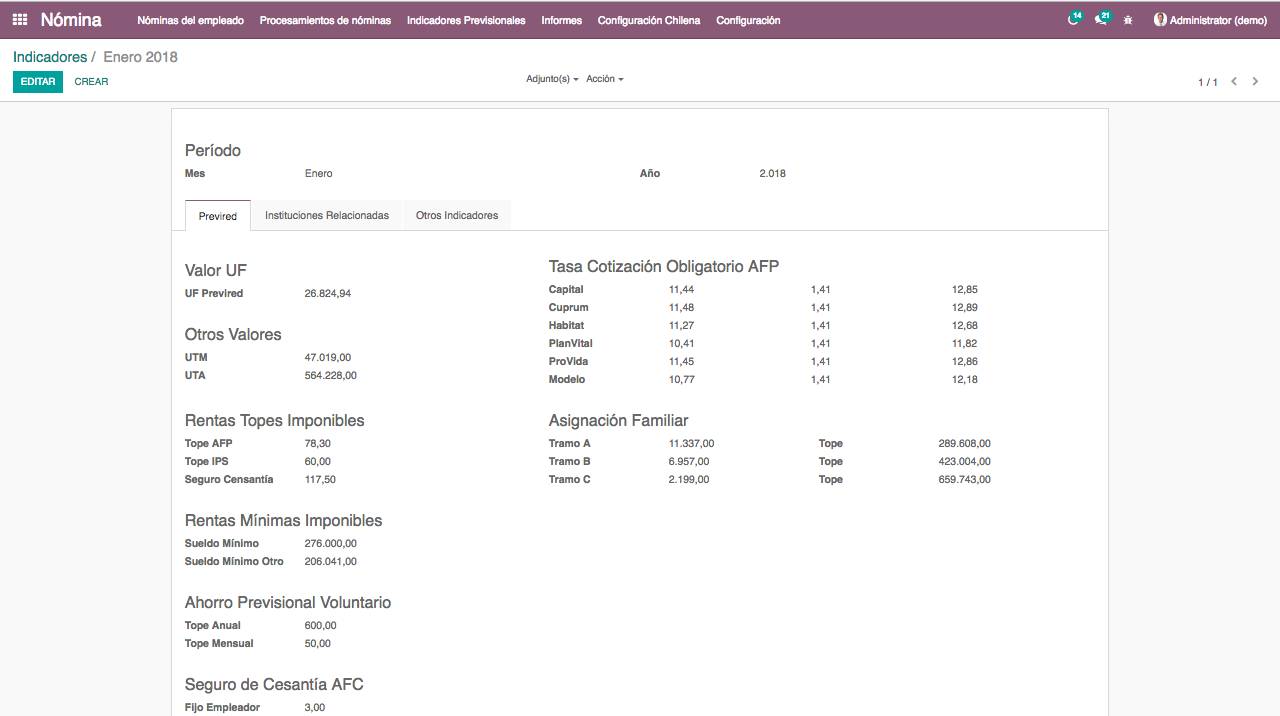 Nómina Nóminas del empleado Procesamientos de nóminas Indicadores Previsionales Informes Configuración Chilena Configuración 14 21 Administrator (demo)
Indicadores / Enero 2018
EDITAR CREAR Adjunto(s) Acción 1 / 1
Período
Mes Enero Año 2.018
Previred Instituciones Relacionadas Otros Indicadores
Valor UF
UF Previred 26.824,94
Otros Valores
UTM 47.019,00
UTA 564.228,00
Tasa Cotización Obligatorio AFP
Capital 11,44 1,41 12,85
Cuprum 11,48 1,41 12,89
Habitat 11,27 1,41 12,68
PlanVital 10,41 1,41 11,82
ProVida 11,45 1,41 12,86
Modelo 10,77 1,41 12,18
Rentas Topes Imponibles
Tope AFP 78,30
Tope IPS 60,00
Seguro Censantía 117,50
Asignación Familiar
Tramo A 11.337,00 Tope 289.608,00
Tramo B 6.957,00 Tope 423.004,00
Tramo C 2.199,00 Tope 659.743,00
Rentas Mínimas Imponibles
Sueldo Mínimo 276.000,00
Sueldo Mínimo Otro 206.041,00
Ahorro Previsional Voluntario
Tope Anual 600,00
Tope Mensual 50,00
Seguro de Cesantía AFC
Fijo Empleador 3,00